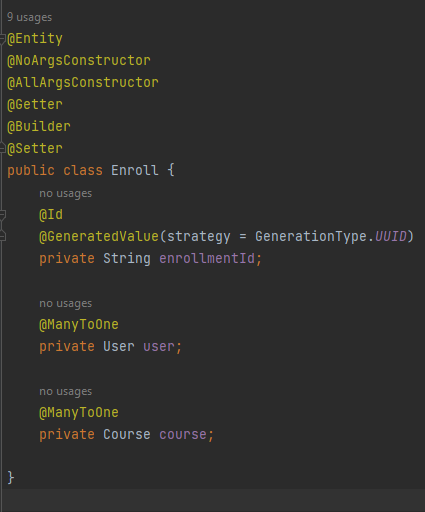 9 usages
@Entity
@NoArgsConstructor
@AllArgsConstructor
@Getter
@Builder
@Setter
public class Enroll {
no usages
@Id
@GeneratedValue(strategy = GenerationType.UUID)
private String enrollmentId;
no usages
@ManyToOne
private User user;
no usages
@ManyToOne
private Course course;
}